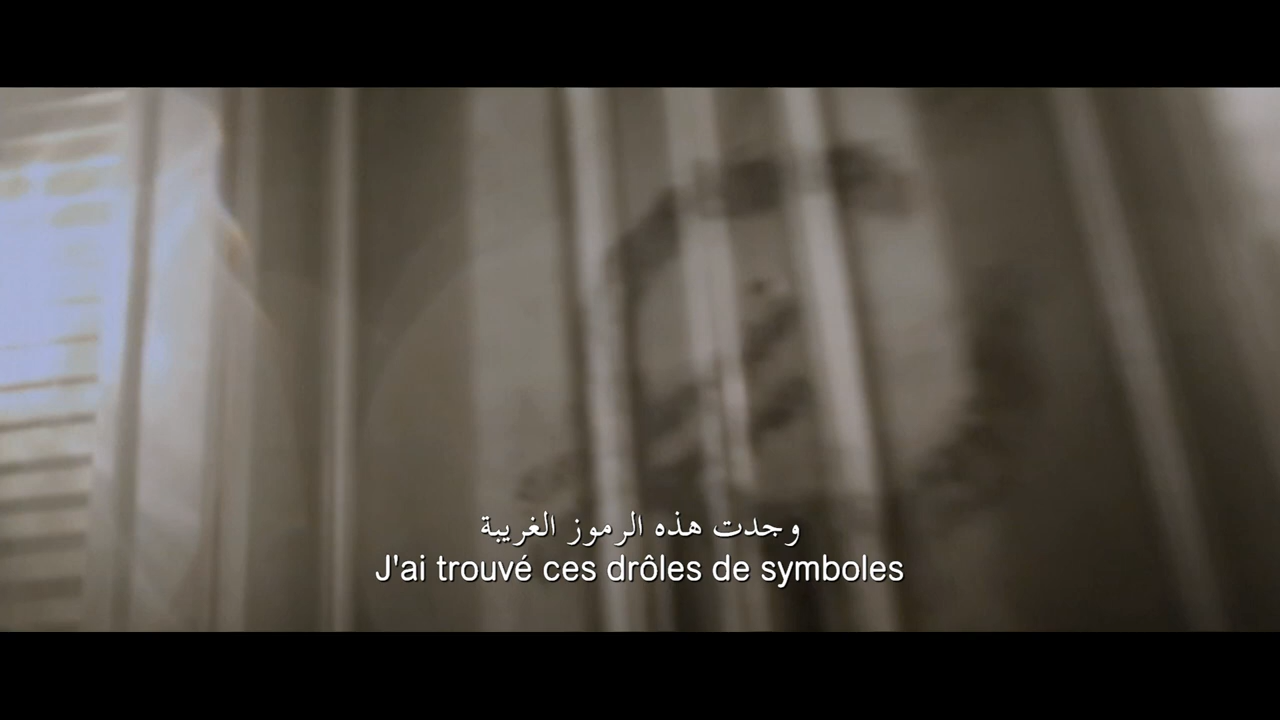 وجدت هذه الرموز الغريبة
J'ai trouvé ces drôles de symboles